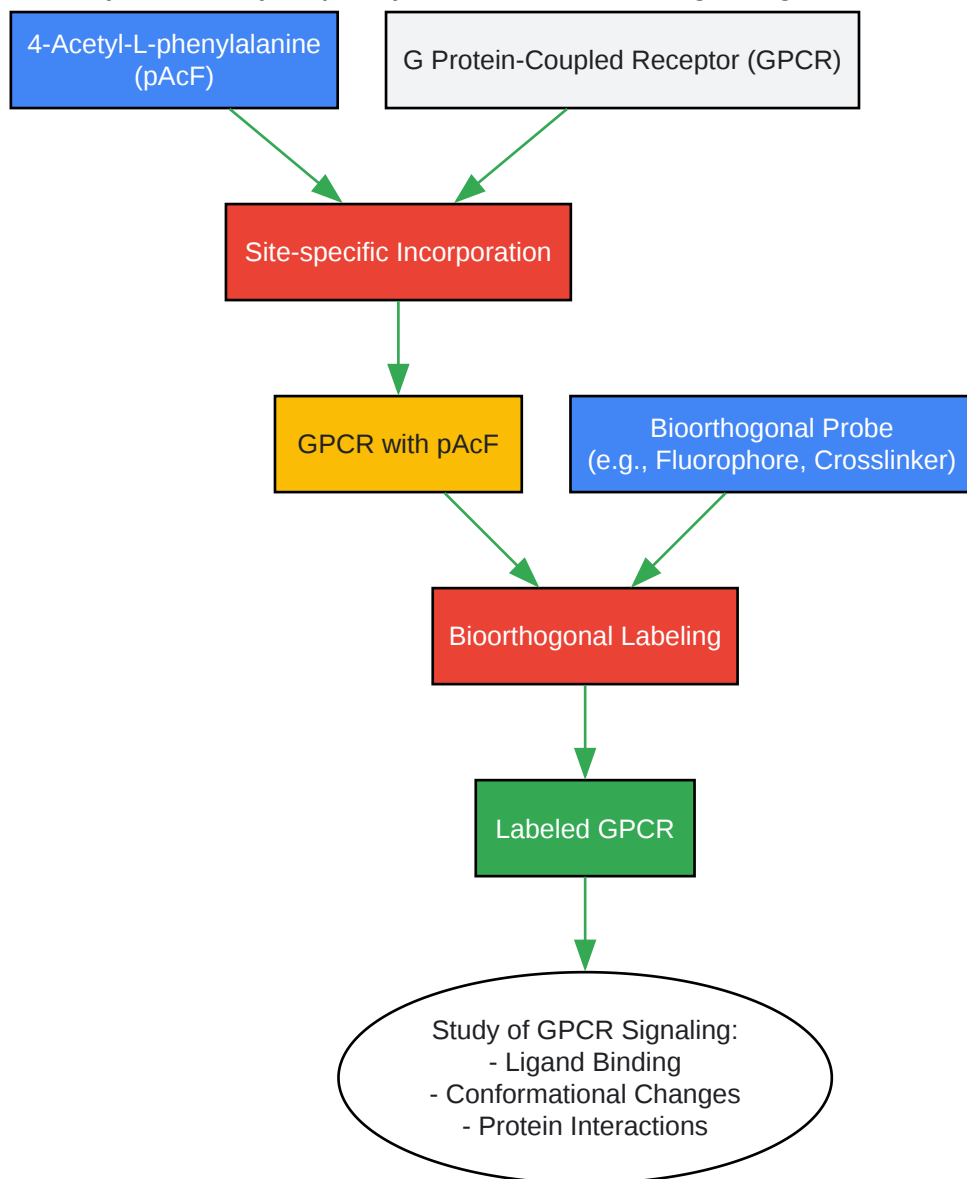 4-Acetyl-L-phenylalanine
(pAcF)
G Protein-Coupled Receptor (GPCR)
Site-specific Incorporation
GPCR with pAcF
Bioorthogonal Probe
(e.g., Fluorophore, Crosslinker)
Bioorthogonal Labeling
Labeled GPCR
Study of GPCR Signaling:
- Ligand Binding
- Conformational Changes
- Protein Interactions